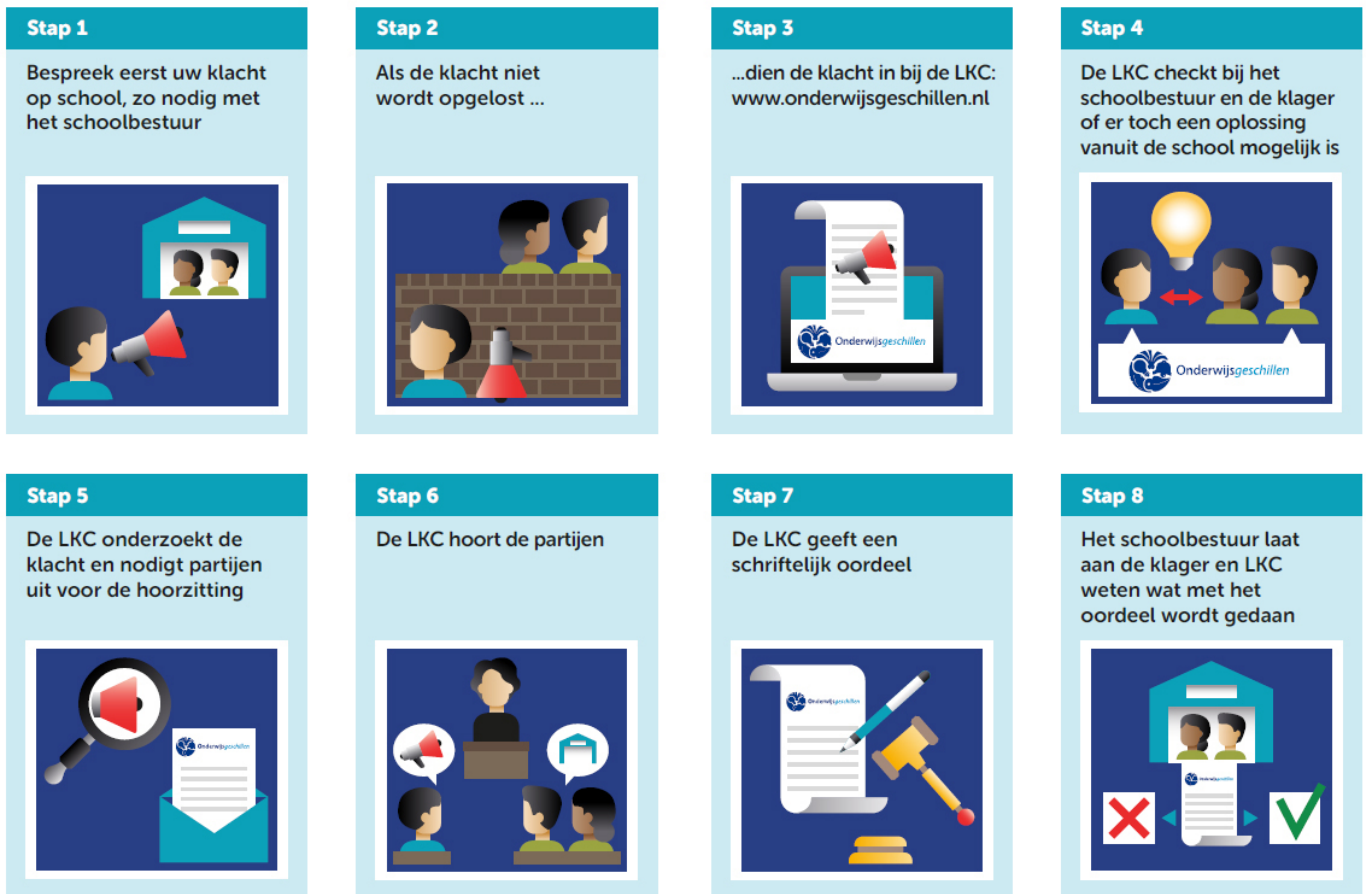 Stap 1
Bespreek eerst uw klacht
op school, zo nodig met
het schoolbestuur
Stap 2
Als de klacht niet
wordt opgelost ...
Stap 3
...dien de klacht in bij de LKC:
www.onderwijsgeschillen.nl
Onderwijsgeschillen
Stap 4
De LKC checkt bij het
schoolbestuur en de klager
of er toch een oplossing
vanuit de school mogelijk is
Onderwijsgeschillen
Stap 5
De LKC onderzoekt de
klacht en nodigt partijen
uit voor de hoorzitting
Onderwijsgeschillen
Stap 6
De LKC hoort de partijen
Stap 7
De LKC geeft een
schriftelijk oordeel
Onderwijsgeschillen
Stap 8
Het schoolbestuur laat
aan de klager en LKC
weten wat met het
oordeel wordt gedaan
Onderwijsgeschillen